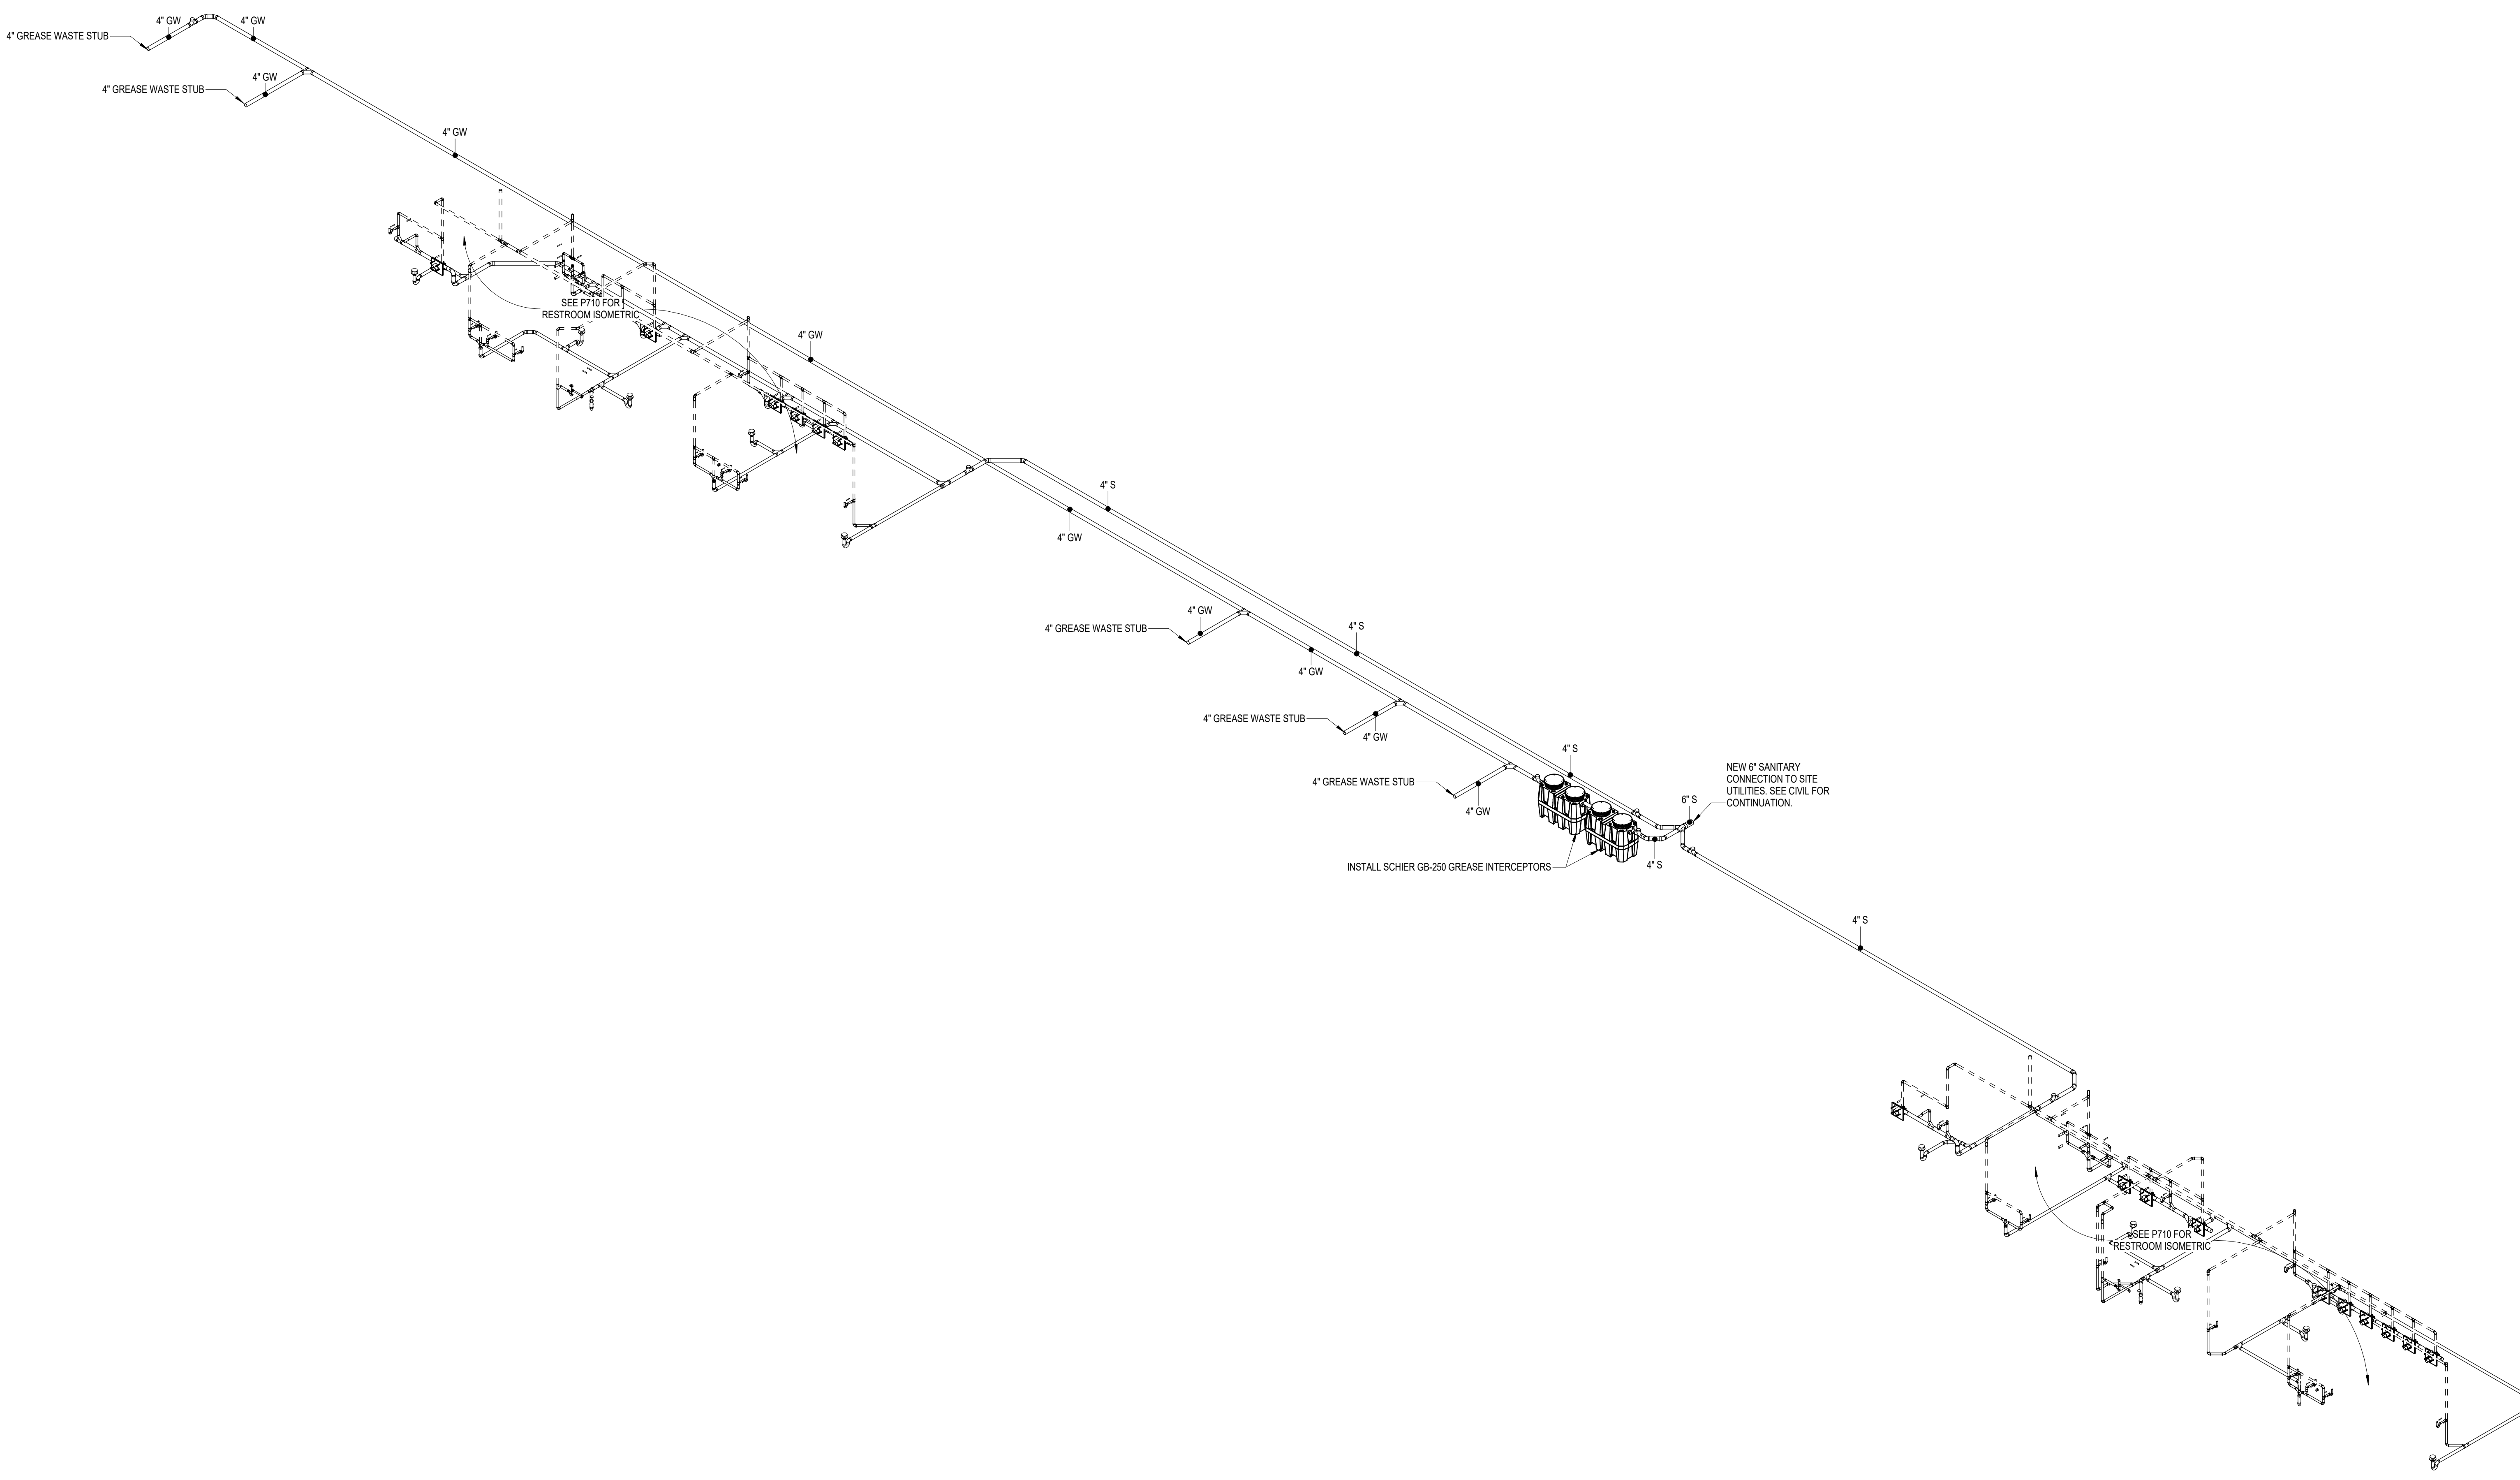 4" GW
4" GW
4" GREASE WASTE STUB
4" GW
4" GREASE WASTE STUB
4" GW
SEE P710 FOR
RESTROOM ISOMETRIC
4" GW
4" S
4" GW
4" GW
4" GREASE WASTE STUB
4" S
4" GW
4" GREASE WASTE STUB
4" GW
4" S
NEW 6" SANITARY
CONNECTION TO SITE
UTILITIES. SEE CIVIL FOR
CONTINUATION.
4" GREASE WASTE STUB
6" S
4" GW
INSTALL SCHIER GB-250 GREASE INTERCEPTORS
4" S
4" S
SEE P710 FOR
RESTROOM ISOMETRIC